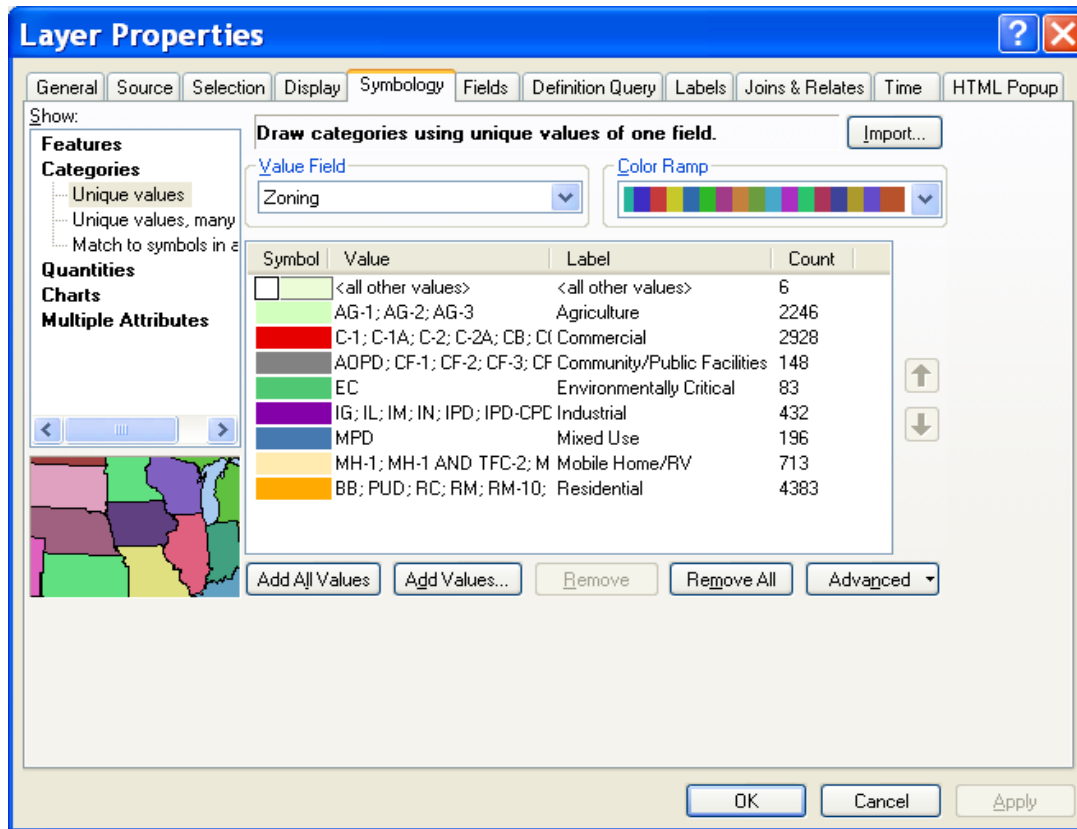 Layer Properties
General Source Selection Display Symbology Fields Definition Query Labels Joins & Relates Time HTML Popup
Show:
Features
Categories
Unique values
Unique values, many
Match to symbols in a
Quantities
Charts
Multiple Attributes
Draw categories using unique values of one field.
Import...
Value Field
Zoning
Color Ramp
Symbol Value Label Count
<all other values> <all other values> 6
AG-1; AG-2; AG-3 Agriculture 2246
C-1; C-1A; C-2; C-2A; CB; C( Commercial 2928
AOPD; CF-1; CF-2; CF-3; CF Community/Public Facilities 148
EC Environmentally Critical 83
IG; IL; IM; IN; IPD; IPD-CPD Industrial 432
MPD Mixed Use 196
MH-1; MH-1 AND TFC-2; M Mobile Home/RV 713
BB; PUD; RC; RM; RM-10; Residential 4383
Add All Values Add Values... Remove Remove All Advanced
OK Cancel Apply